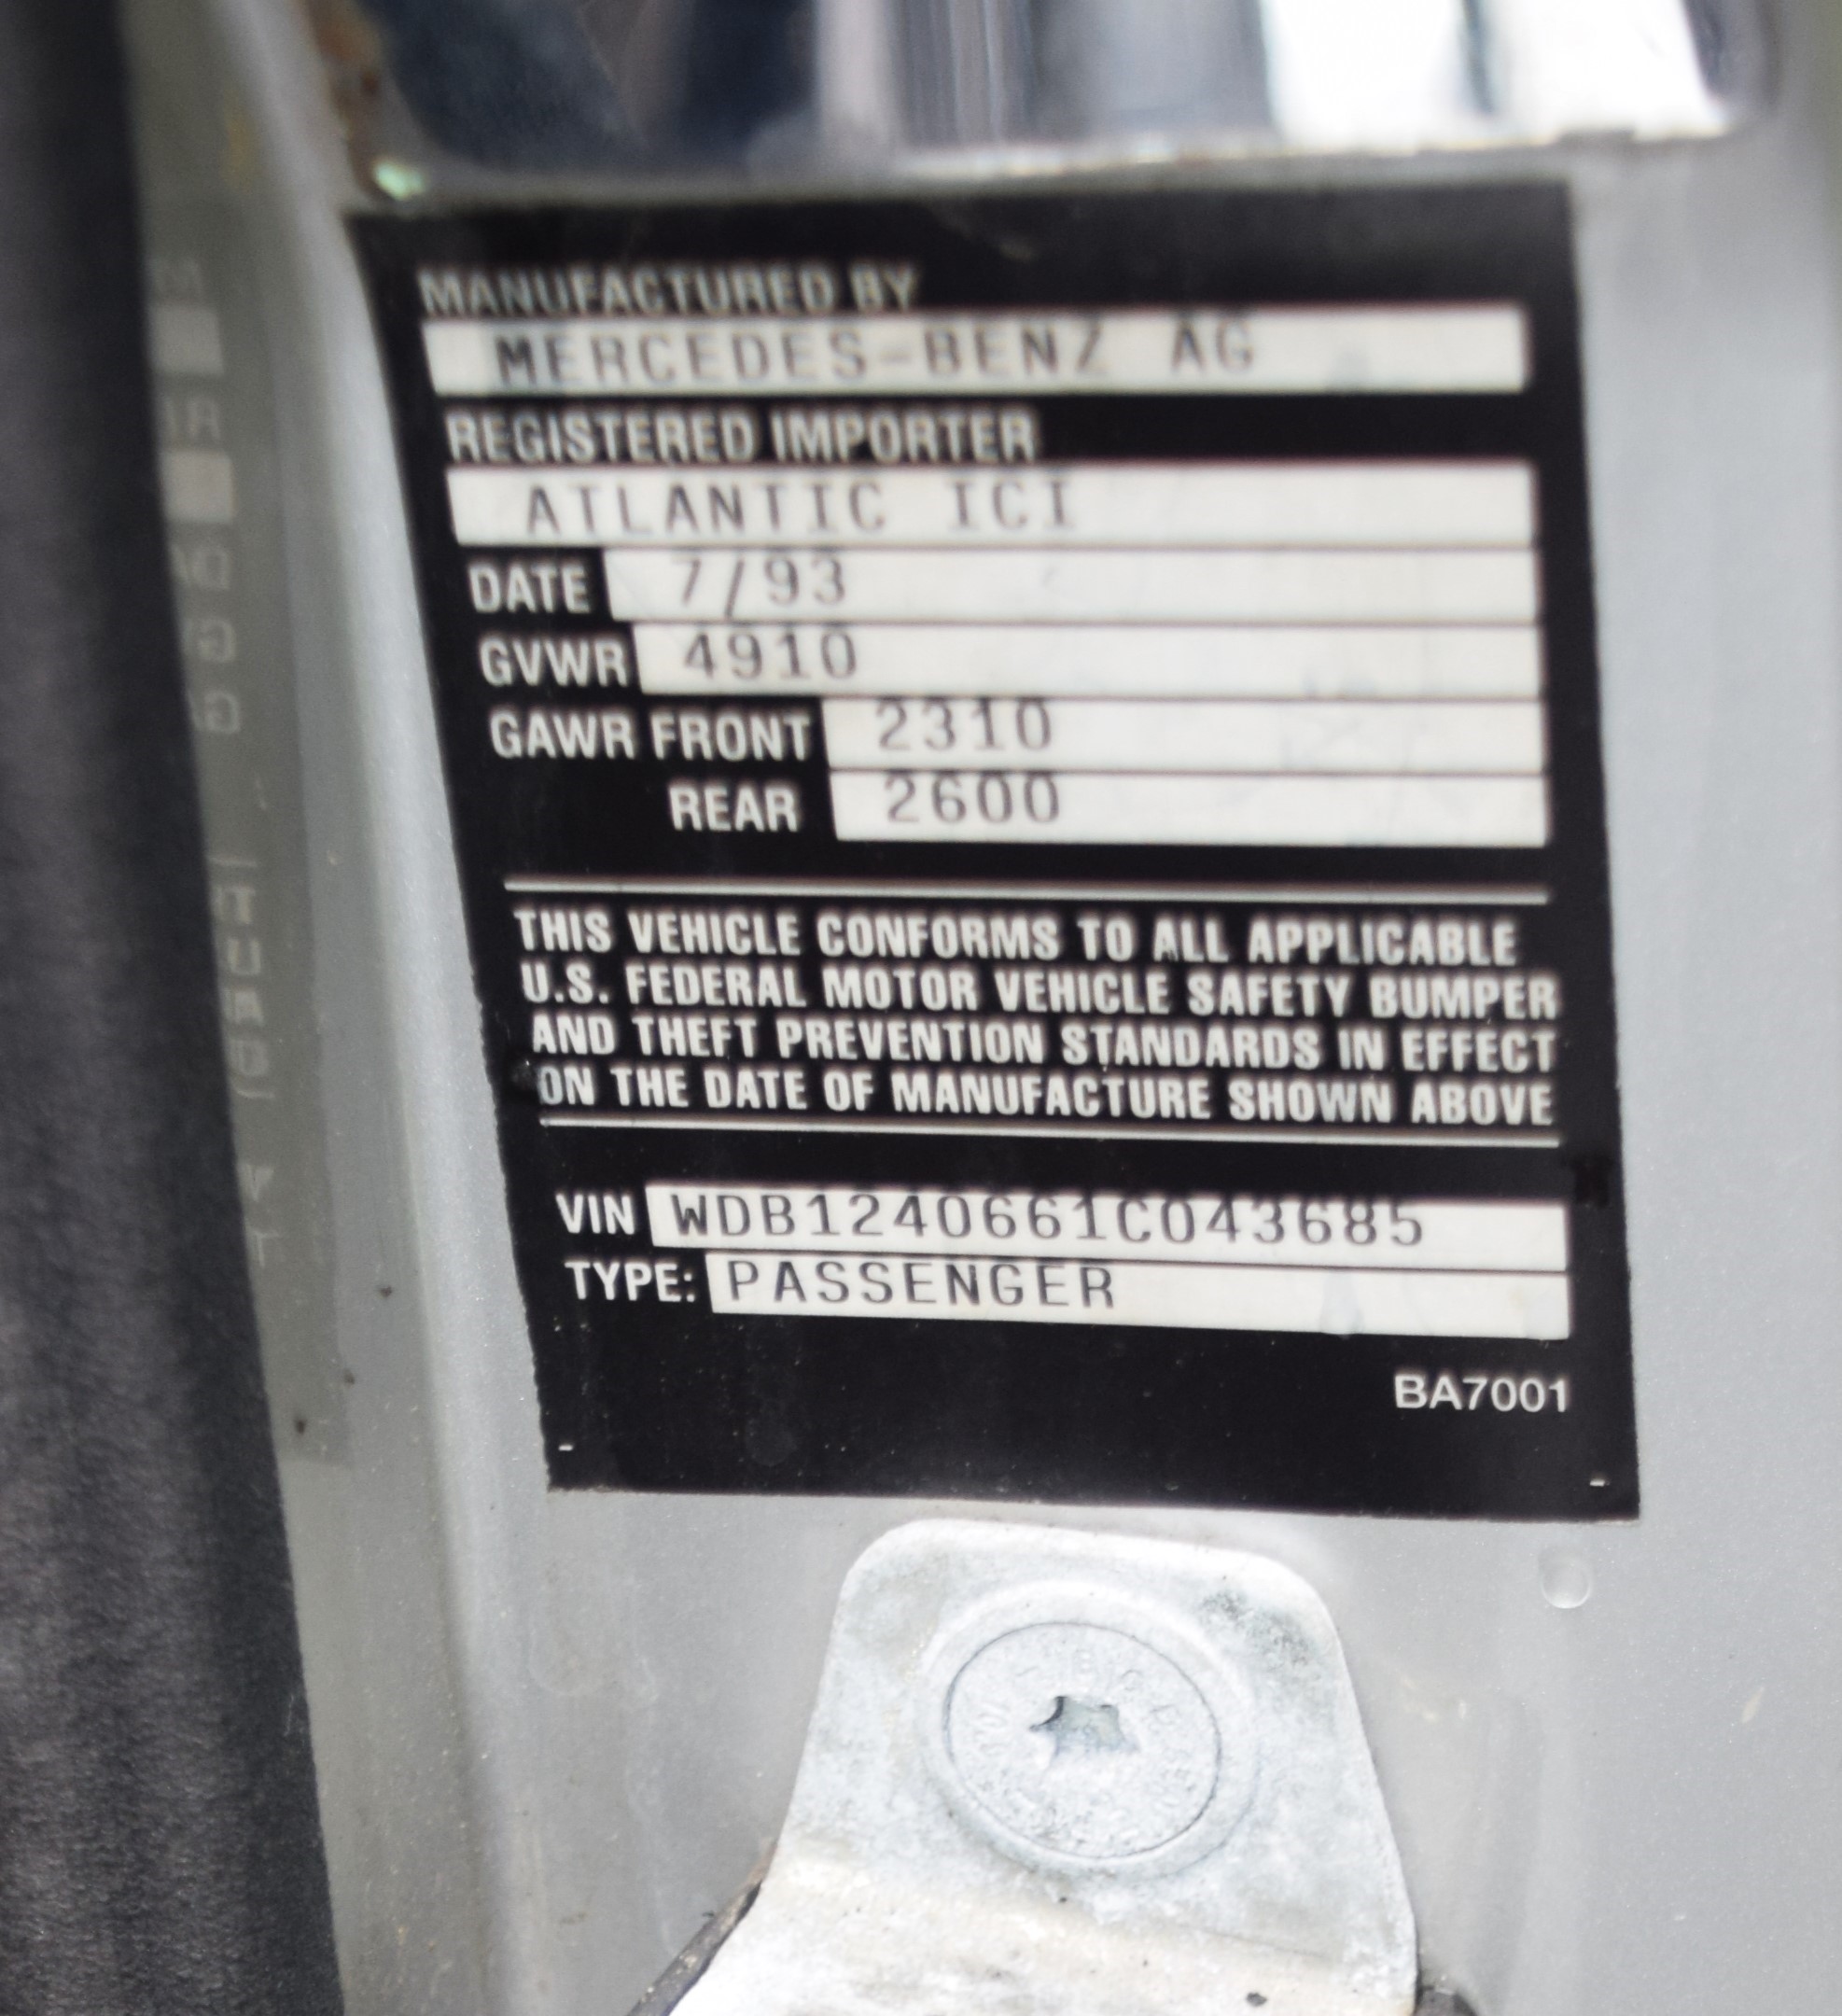 MANUFACTURED BY
MERCEDES-BENZ AG
REGISTERED IMPORTER
ATLANTIC ICI
DATE 7/93
GVWR 4910
GAWR FRONT 2310
REAR 2600
THIS VEHICLE CONFORMS TO ALL APPLICABLE
U.S. FEDERAL MOTOR VEHICLE SAFETY BUMPER
AND THEFT PREVENTION STANDARDS IN EFFECT
ON THE DATE OF MANUFACTURE SHOWN ABOVE
VIN WDB1240661C043685
TYPE: PASSENGER
BA7001